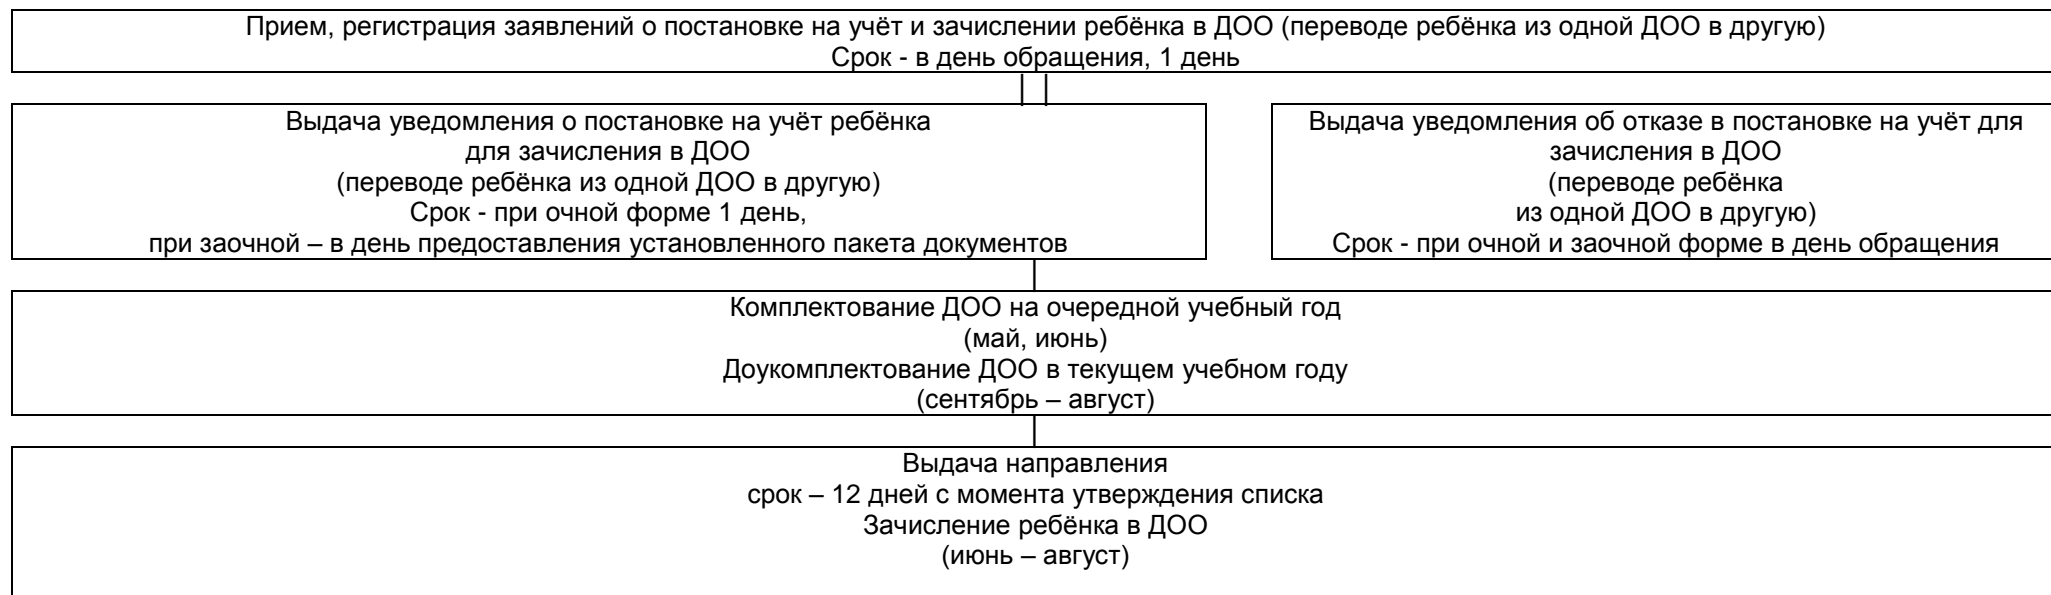 Прием, регистрация заявлений о постановке на учёт и зачислении ребёнка в ДОО (переводе ребёнка из одной ДОО в другую)
Срок - в день обращения, 1 день
Выдача уведомления о постановке на учёт ребёнка
для зачисления в ДОО
(переводе ребёнка из одной ДОО в другую)
Срок - при очной форме 1 день,
при заочной – в день предоставления установленного пакета документов
Выдача уведомления об отказе в постановке на учёт для
зачисления в ДОО
(переводе ребёнка
из одной ДОО в другую)
Срок - при очной и заочной форме в день обращения
Комплектование ДОО на очередной учебный год
(май, июнь)
Доукомплектование ДОО в текущем учебном году
(сентябрь – август)
Выдача направления
срок – 12 дней с момента утверждения списка
Зачисление ребёнка в ДОО
(июнь – август)